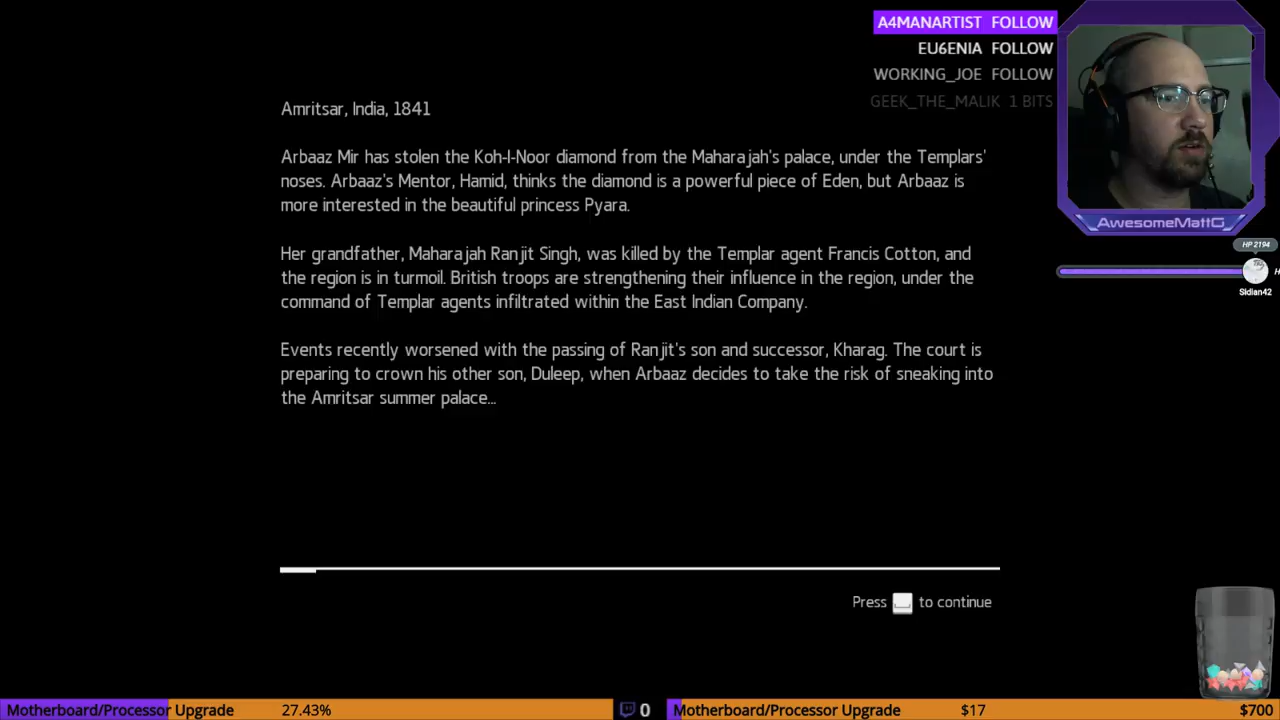 A4MANARTIST FOLLOW
EU6ENIA FOLLOW
WORKING_JOE FOLLOW
GEEK_THE_MALIK 1 BITS
AwesomeMattG
HP 2194
H
Sidian42
Amritsar, India, 1841
Arbaaz Mir has stolen the Koh-I-Noor diamond from the Maharajah's palace, under the Templars'
noses. Arbaaz's Mentor, Hamid, thinks the diamond is a powerful piece of Eden, but Arbaaz is
more interested in the beautiful princess Pyara.
Her grandfather, Maharajah Ranjit Singh, was killed by the Templar agent Francis Cotton, and
the region is in turmoil. British troops are strengthening their influence in the region, under the
command of Templar agents infiltrated within the East Indian Company.
Events recently worsened with the passing of Ranjit's son and successor, Kharag. The court is
preparing to crown his other son, Duleep, when Arbaaz decides to take the risk of sneaking into
the Amritsar summer palace...
Press to continue
Motherboard/Processor Upgrade 27.43% 0 Motherboard/Processor Upgrade $17 $700